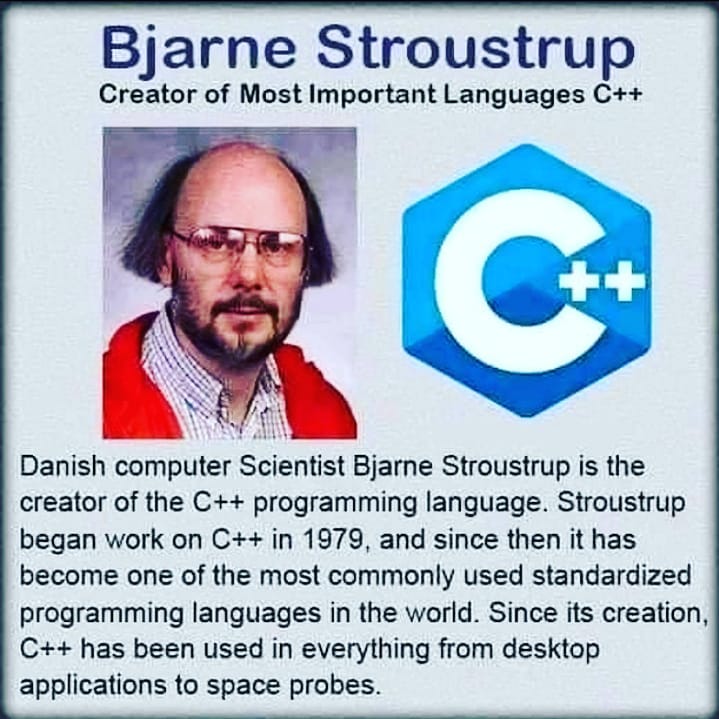 Bjarne Stroustrup
Creator of Most Important Languages C++
C++
Danish computer Scientist Bjarne Stroustrup is the
creator of the C++ programming language. Stroustrup
began work on C++ in 1979, and since then it has
become one of the most commonly used standardized
programming languages in the world. Since its creation,
C++ has been used in everything from desktop
applications to space probes.